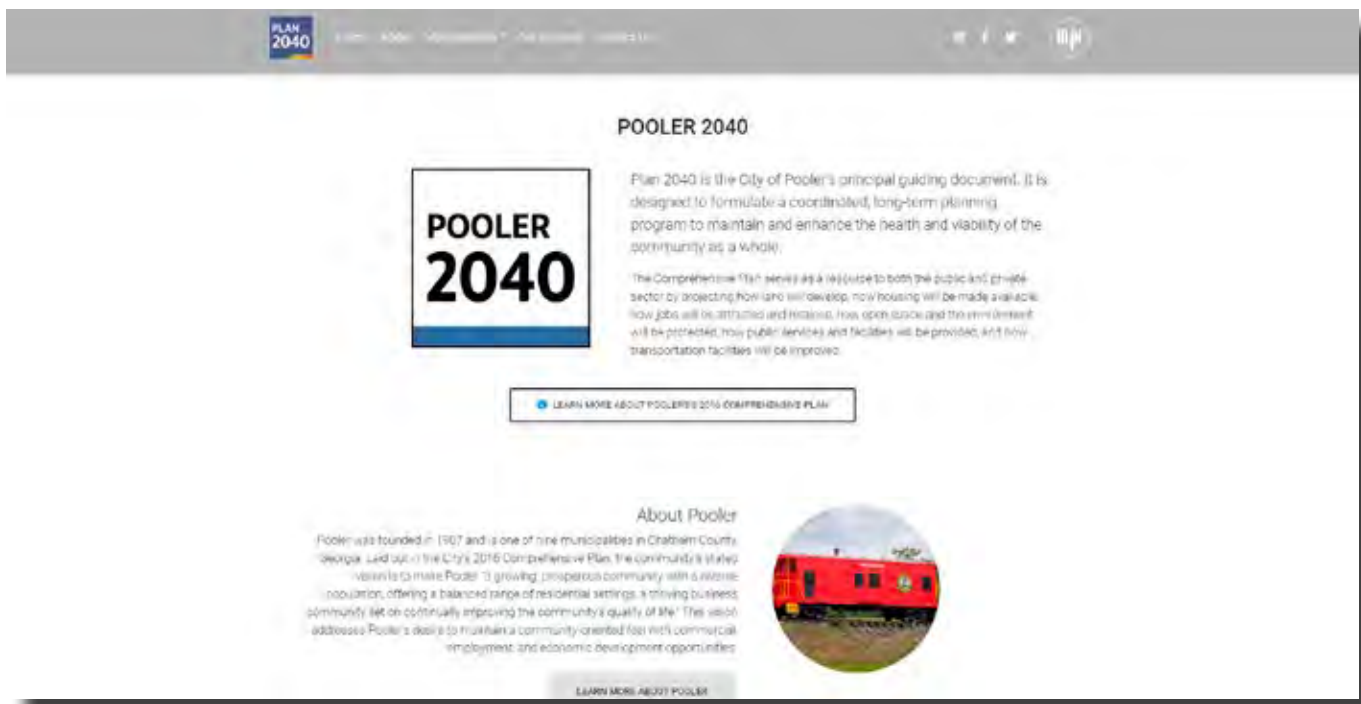 PLAN
2040
POOLER 2040
POOLER
2040
Plan 2040 is the City of Pooler's principal guiding document. It is
designed to formulate a coordinated, long-term planning
program to maintain and enhance the health and viability of the
community as a whole.
The Comprehensive Plan serves as a resource to both the public and private
sector by projecting how land will develop, how housing will be made available,
how jobs will be attracted and retained, how open space and the environment
will be protected, how public services and facilities will be provided, and how
transportation facilities will be improved.
LEARN MORE ABOUT POOLER'S 2016 COMPREHENSIVE PLAN
About Pooler
Pooler was founded in 1907 and is one of nine municipalities in Chatham County,
Georgia. Laid out in the City's 2016 Comprehensive Plan, the community's stated
vision is to make Pooler "a growing, prosperous community with a diverse
population, offering a balanced range of residential settings, a thriving business
community set on continually improving the community's quality of life." This vision
addresses Pooler's desire to maintain a community-oriented feel with commercial,
employment, and economic development opportunities.
LEARN MORE ABOUT POOLER